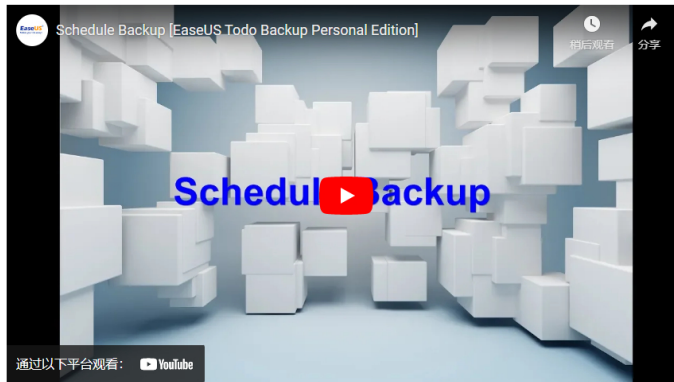 EaseUS
Schedule Backup [EaseUS Todo Backup Personal Edition]
稍后观看
分享
Schedule Backup
通过以下平台观看： YouTube